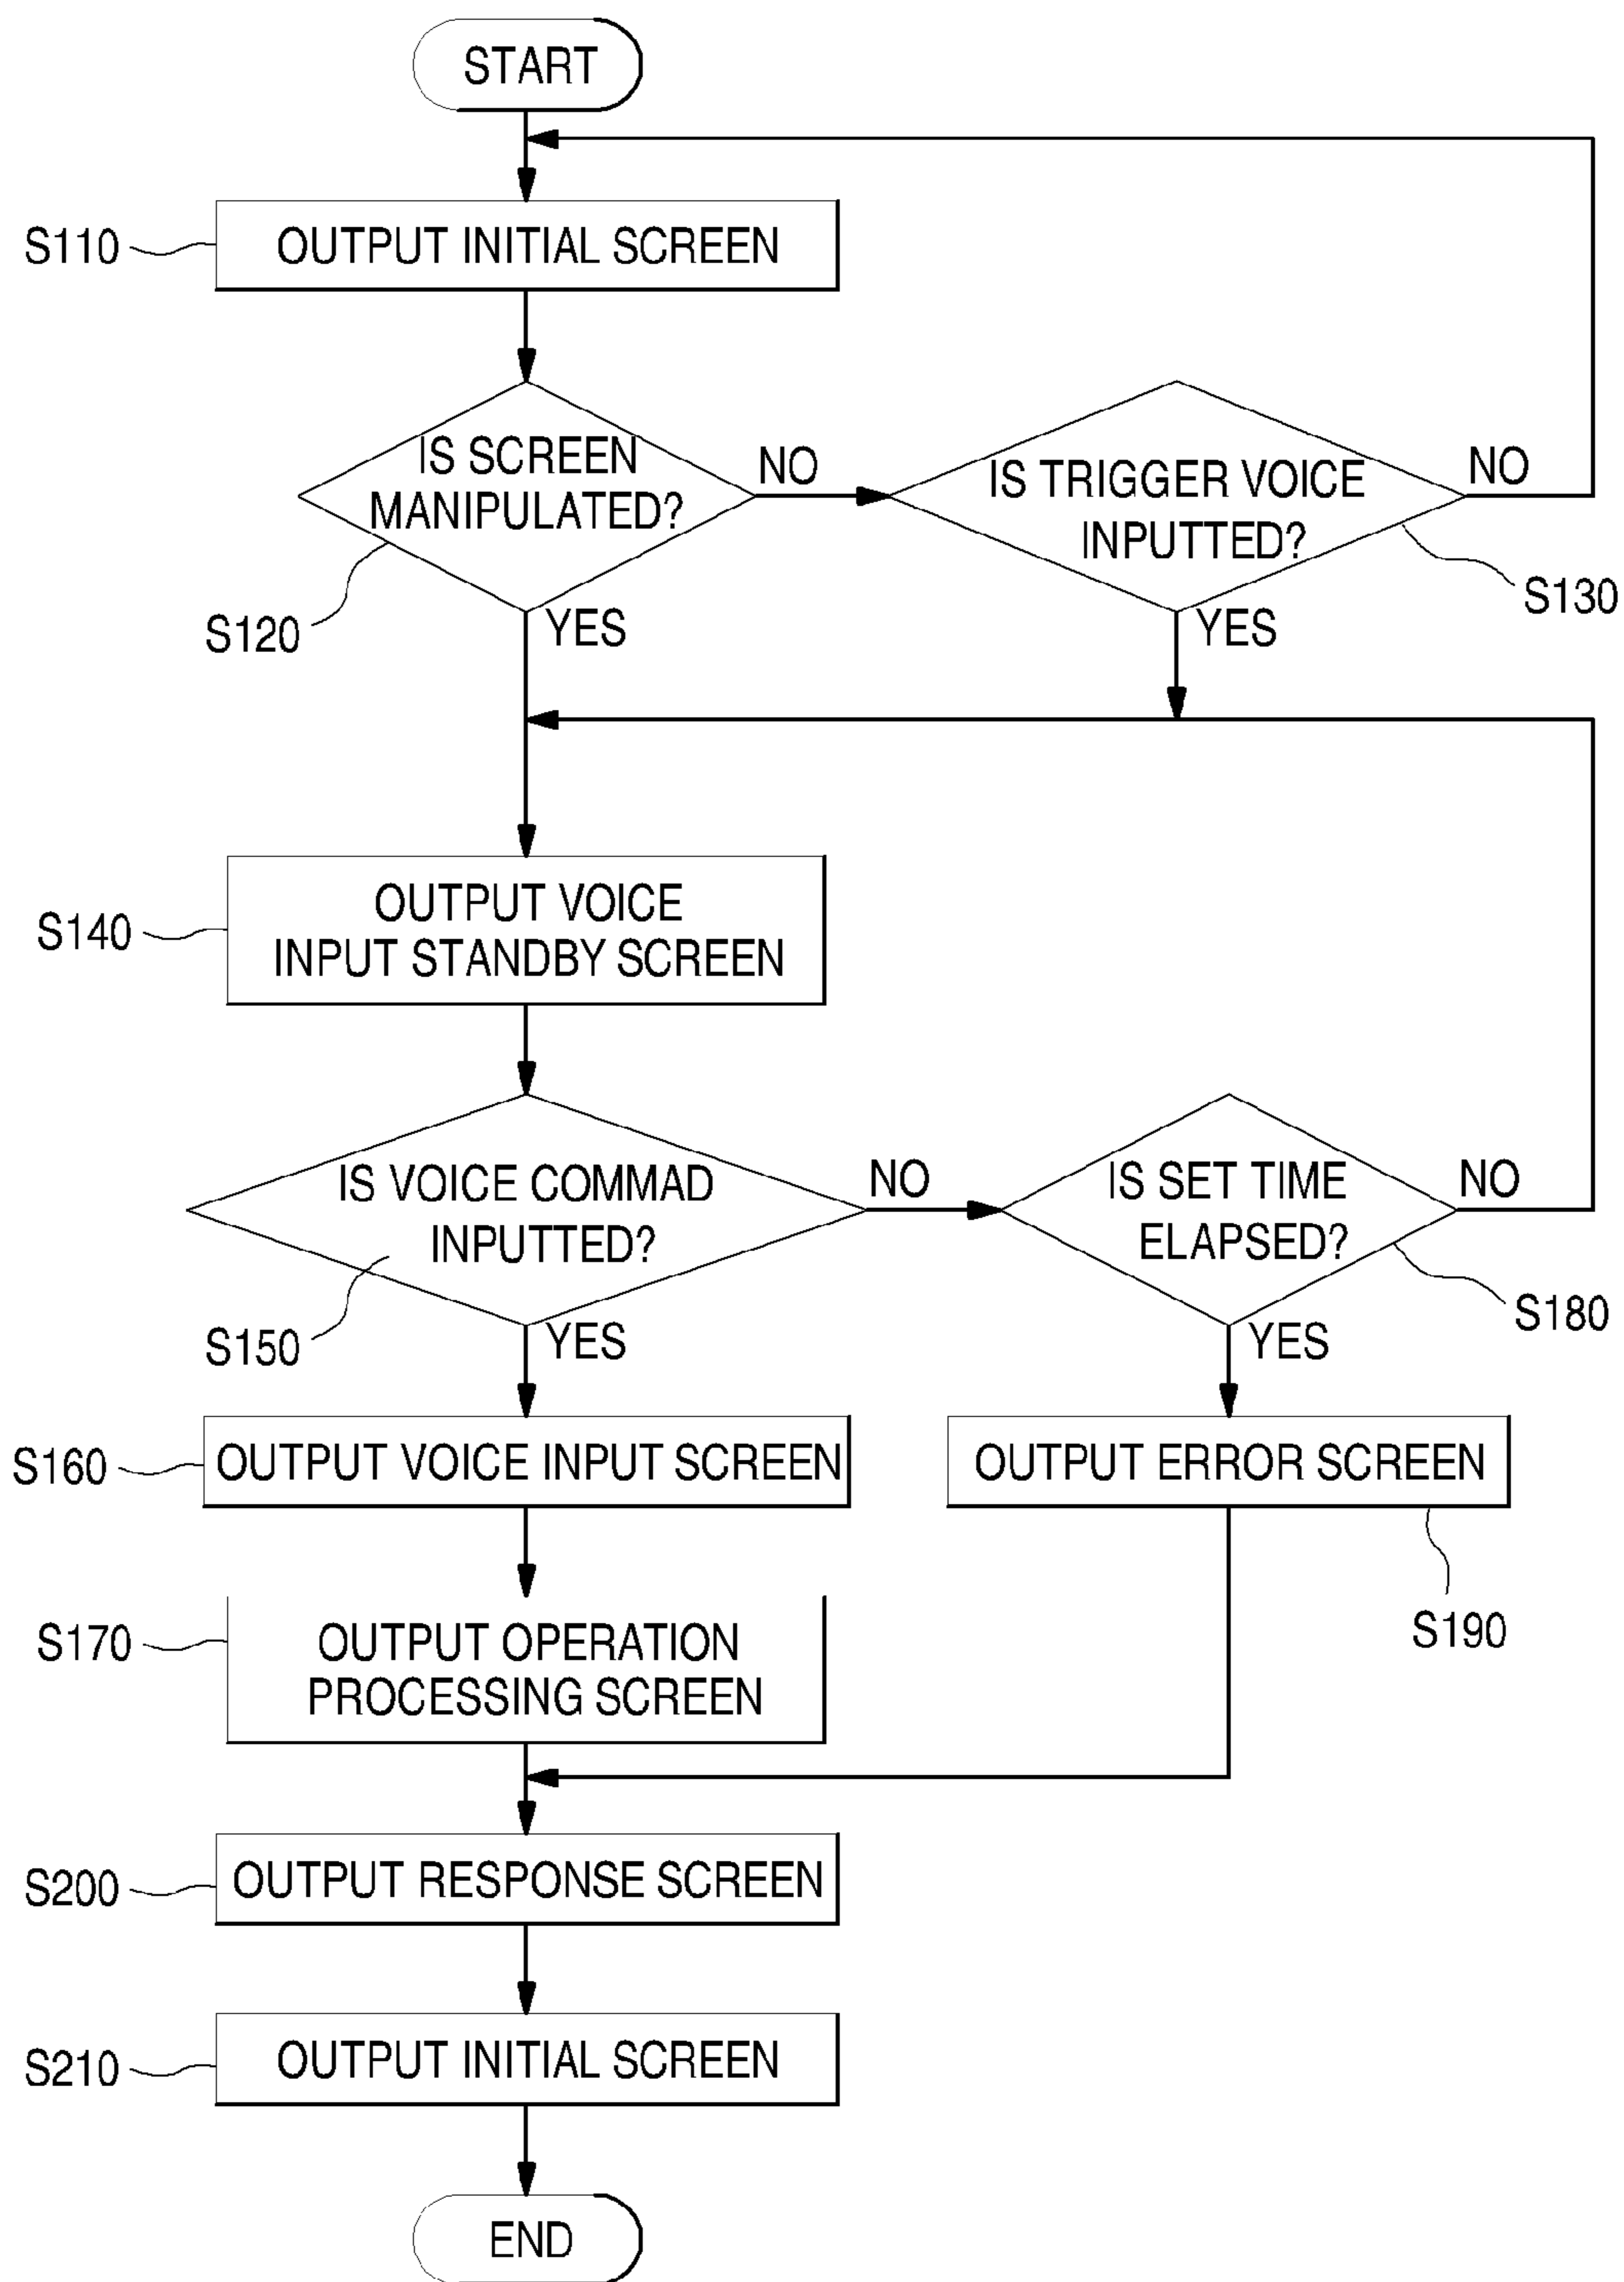 START
S110
OUTPUT INITIAL SCREEN
IS SCREEN
MANIPULATED?
NO
IS TRIGGER VOICE
INPUTTED?
NO
S120
YES
YES
S130
S140
OUTPUT VOICE
INPUT STANDBY SCREEN
IS VOICE COMMAD
INPUTTED?
NO
IS SET TIME
ELAPSED?
NO
S150
YES
YES
S180
S160
OUTPUT VOICE INPUT SCREEN
OUTPUT ERROR SCREEN
S170
OUTPUT OPERATION
PROCESSING SCREEN
S190
S200
OUTPUT RESPONSE SCREEN
S210
OUTPUT INITIAL SCREEN
END